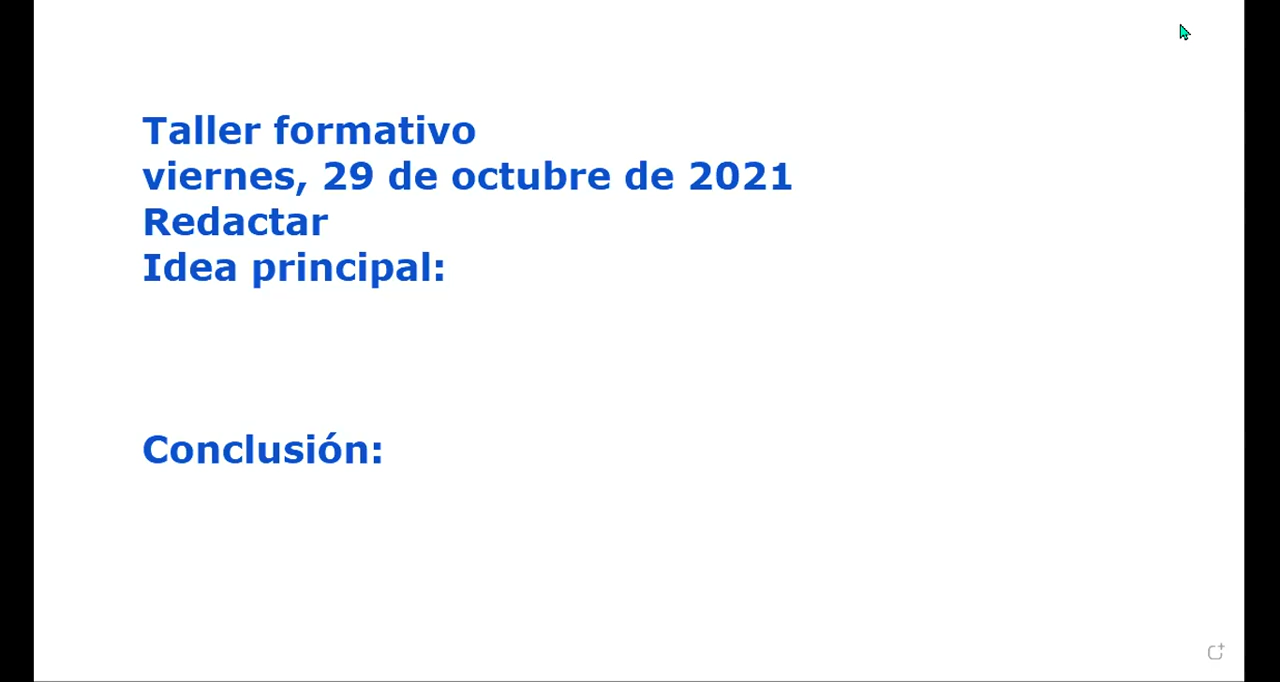 Taller formativo
viernes, 29 de octubre de 2021
Redactar
Idea principal:
Conclusión: